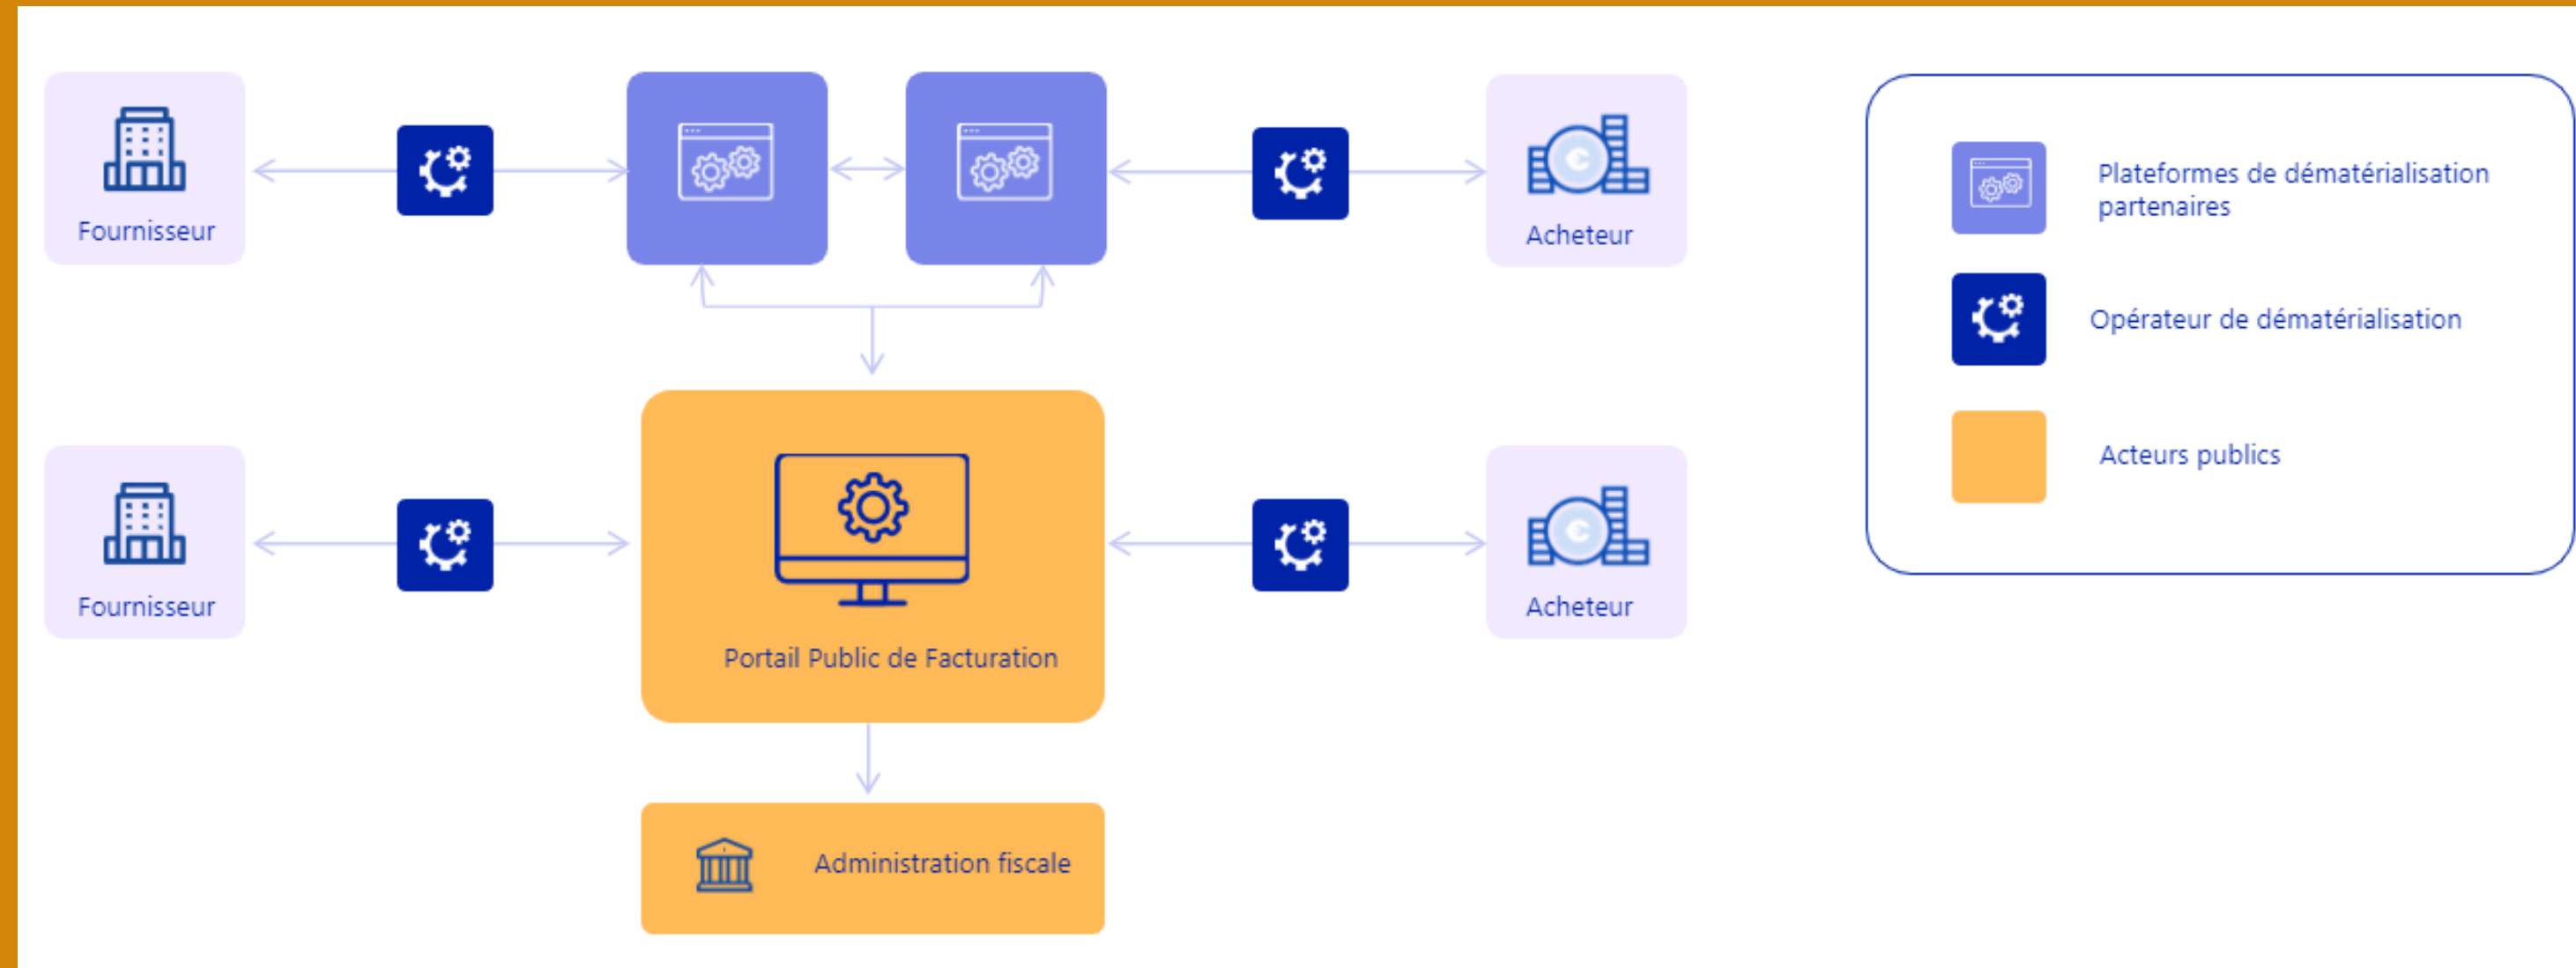 Fournisseur
Acheteur
Plateformes de dématérialisation
partenaires
Opérateur de dématérialisation
Acteurs publics
Fournisseur
Portail Public de Facturation
Acheteur
Administration fiscale